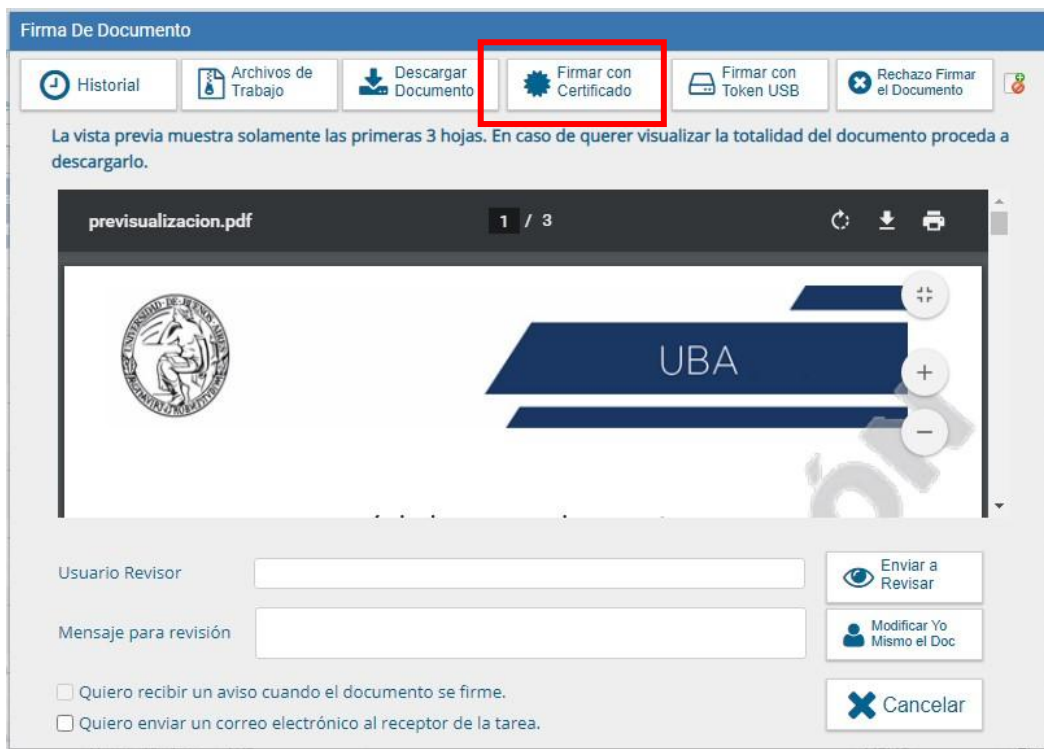 Firma De Documento
Historial
Archivos de
Trabajo
Descargar
Documento
Firmar con
Certificado
Firmar con
Token USB
Rechazo Firmar
el Documento
La vista previa muestra solamente las primeras 3 hojas. En caso de querer visualizar la totalidad del documento proceda a
descargarlo.
previsualizacion.pdf
1 / 3
UBA
Usuario Revisor
Enviar a
Revisar
Mensaje para revisión
Modificar Yo
Mismo el Doc
Quiero recibir un aviso cuando el documento se firme.
Quiero enviar un correo electrónico al receptor de la tarea.
Cancelar